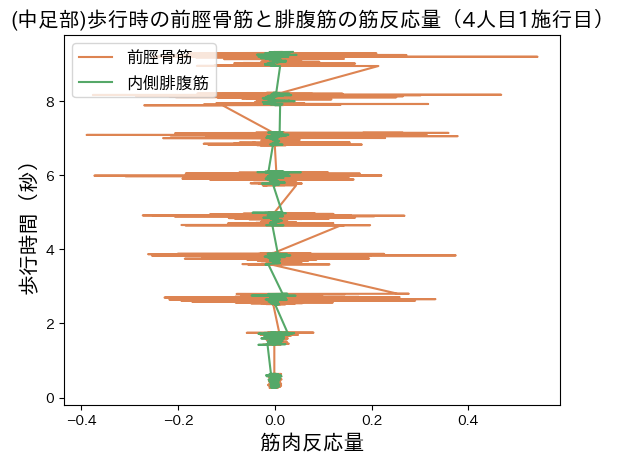 (中足部)歩行時の前脛骨筋と腓腹筋の筋反応量（4人目1施行目）
前脛骨筋
内側腓腹筋
歩行時間（秒）
8
6
4
2
0
−0.4 −0.2 0.0 0.2 0.4
筋肉反応量